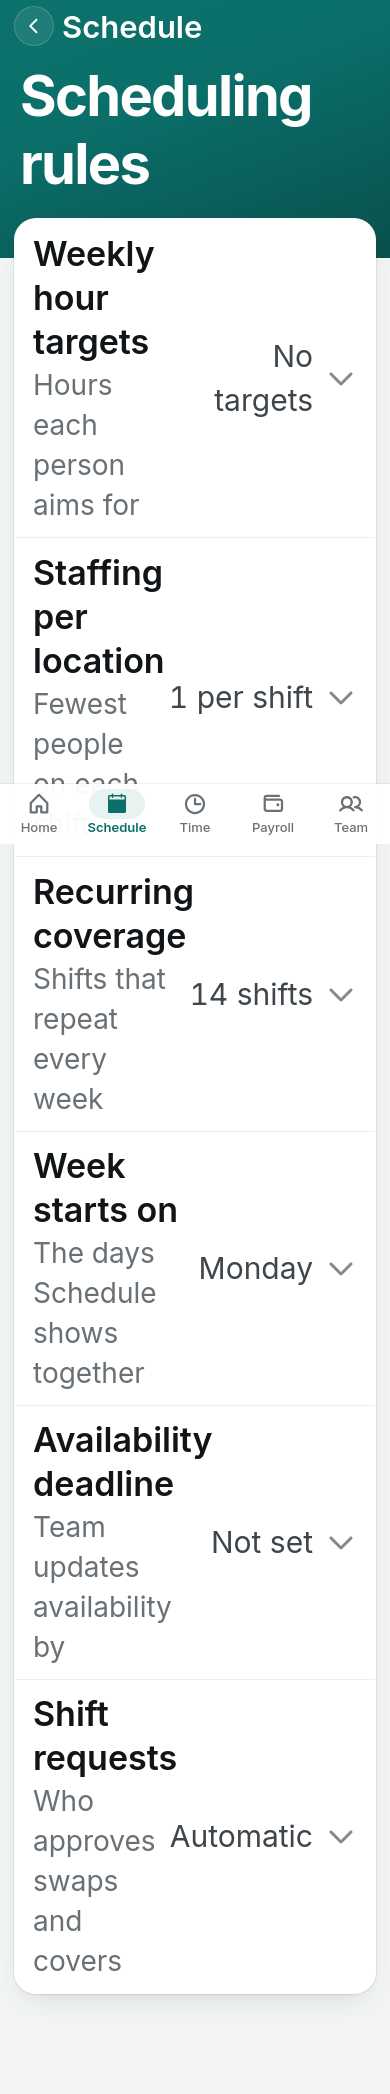 Schedule
Scheduling
rules
Weekly
hour
targets
Hours
each
person
aims for
No
targets
Staffing
per
location
Fewest
people
on each
1 per shift
Home
Schedule
Time
Payroll
Team
Recurring
coverage
Shifts that
repeat
every
week
14 shifts
Week
starts on
The days
Schedule
shows
together
Monday
Availability
deadline
Team
updates
availability
by
Not set
Shift
requests
Who
approves
swaps
and
covers
Automatic